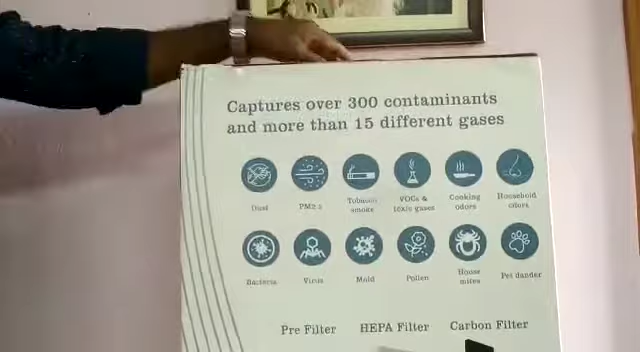 Captures over 300 contaminants
and more than 15 different gases
Dust
PM2.5
Tobacco
smoke
VOCs &
toxic gases
Cooking
odors
Household
odors
Bacteria
Virus
Mold
Pollen
House
mites
Pet dander
Pre Filter
HEPA Filter
Carbon Filter